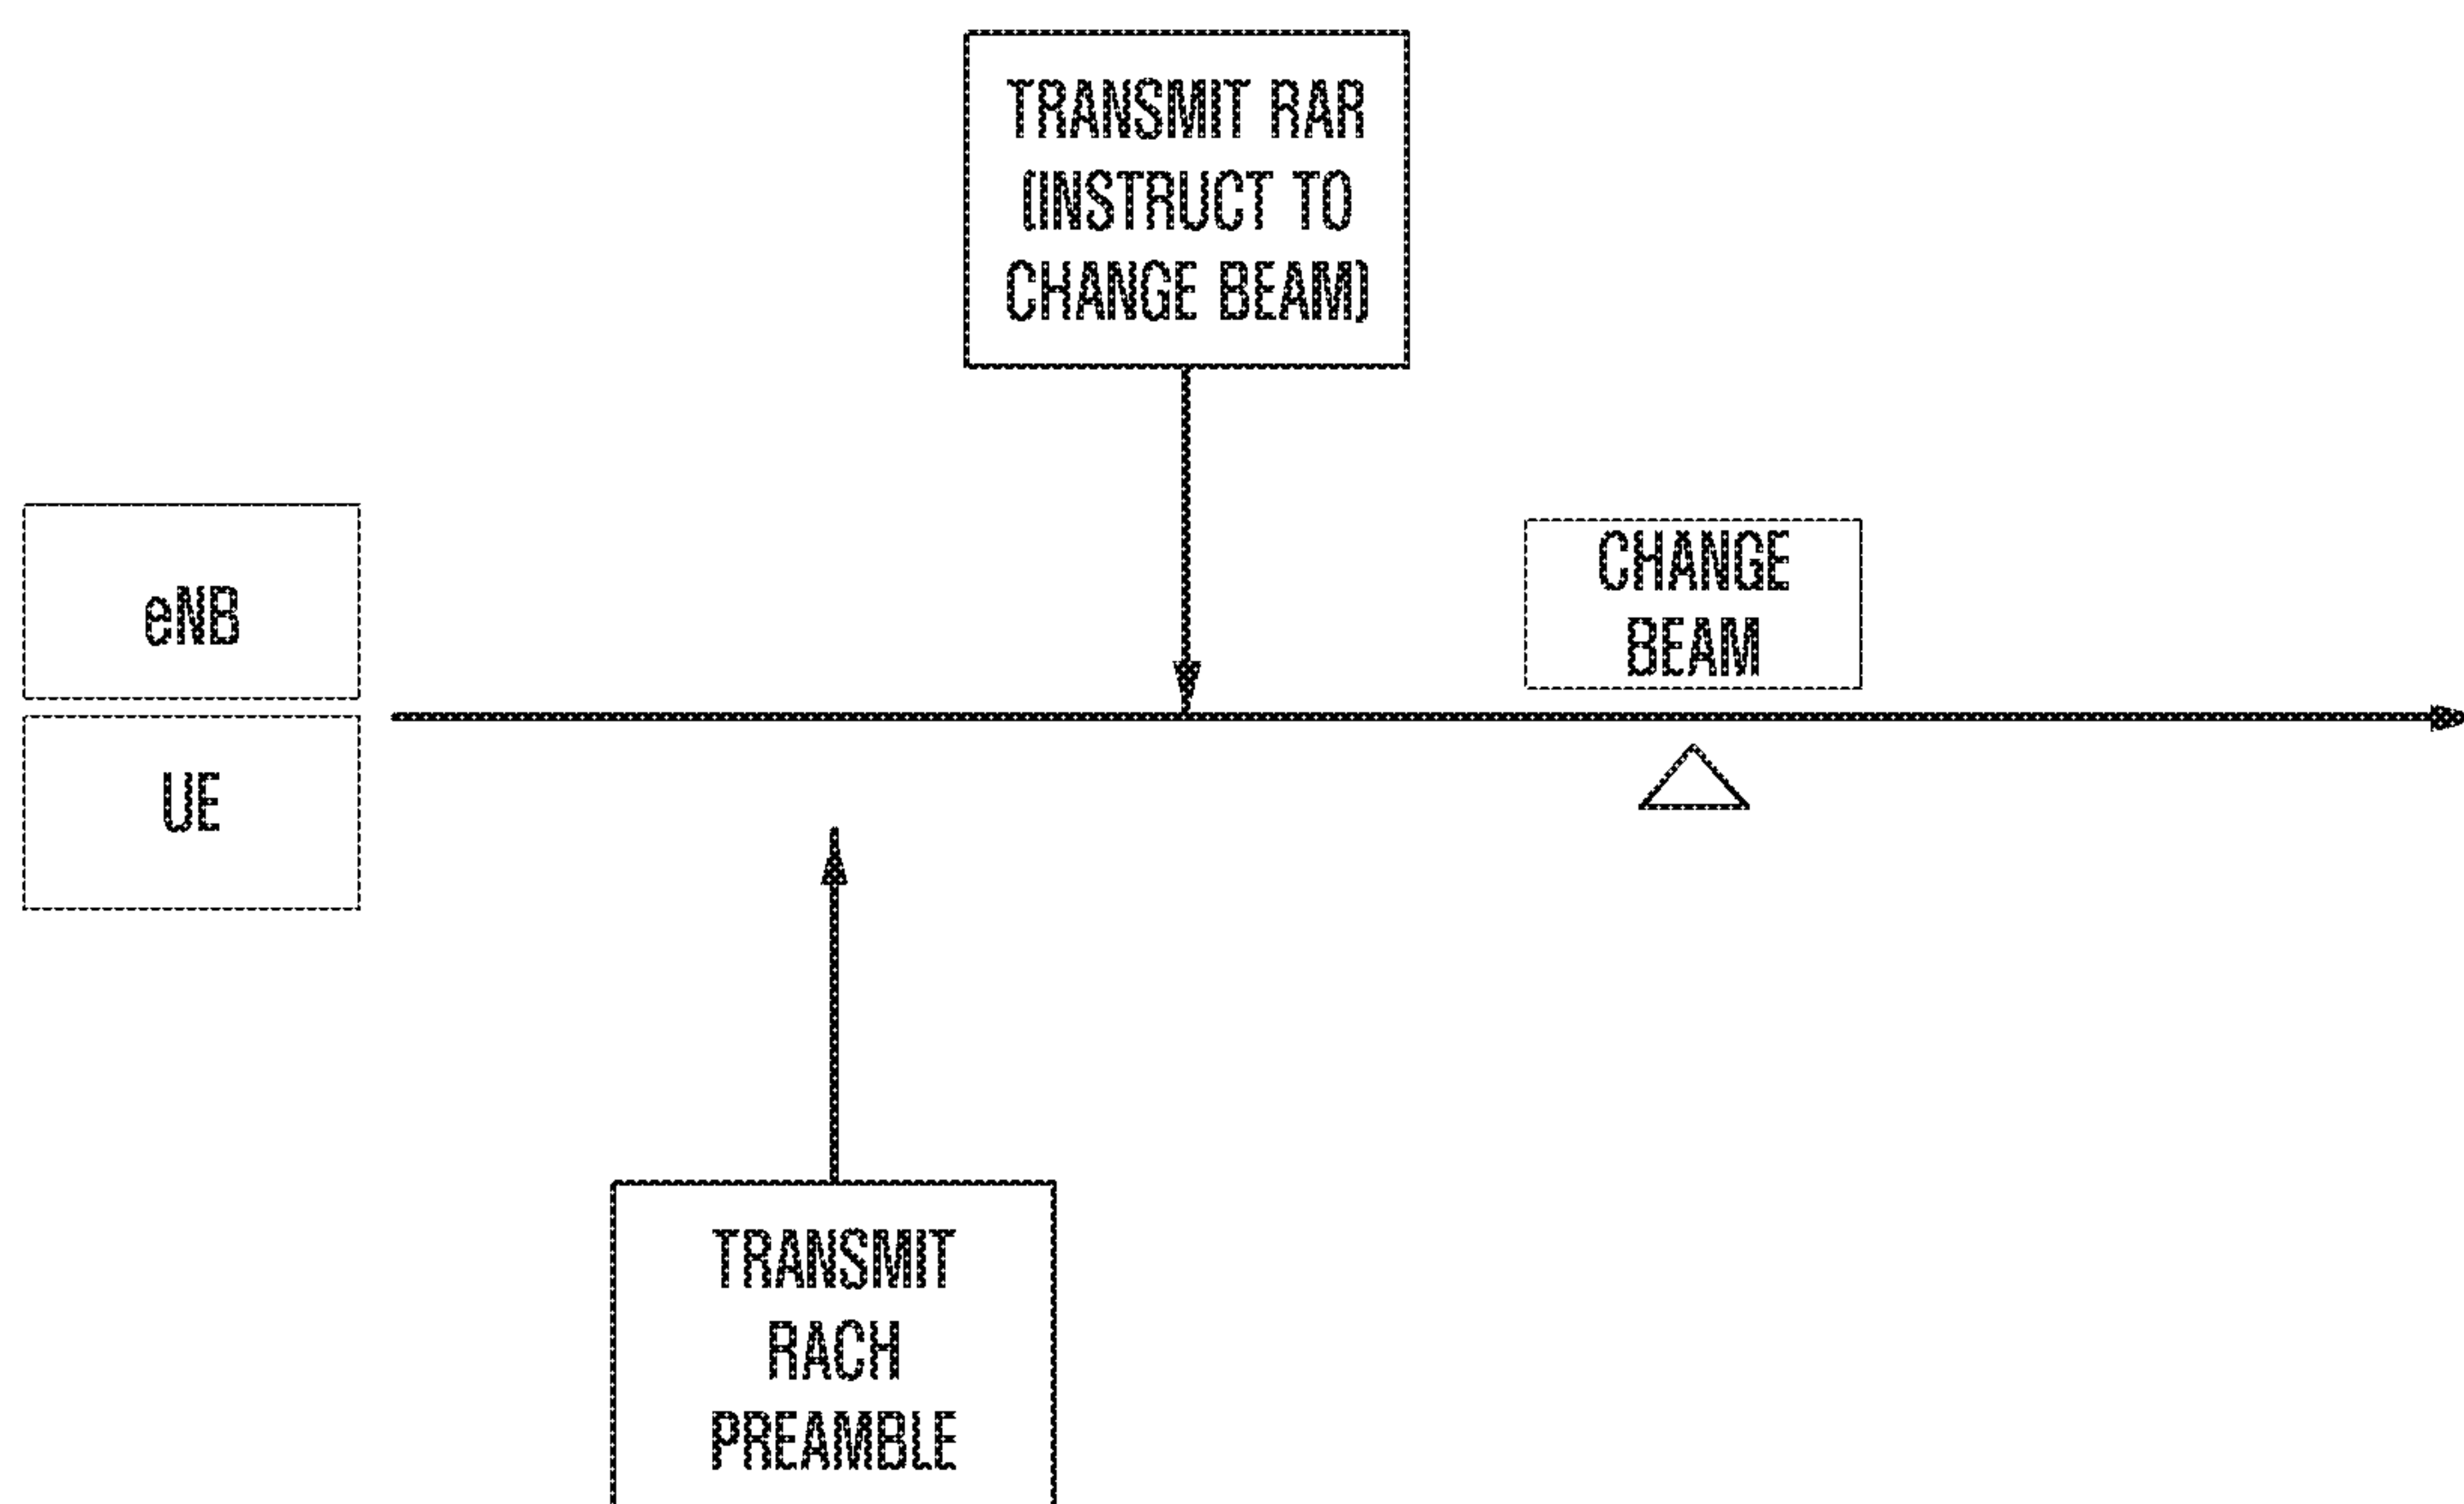 TRANSMIT RAR
(INSTRUCT TO
CHANGE BEAM)
eNB
CHANGE
BEAM
UE
TRANSMIT
RACH
PREAMBLE